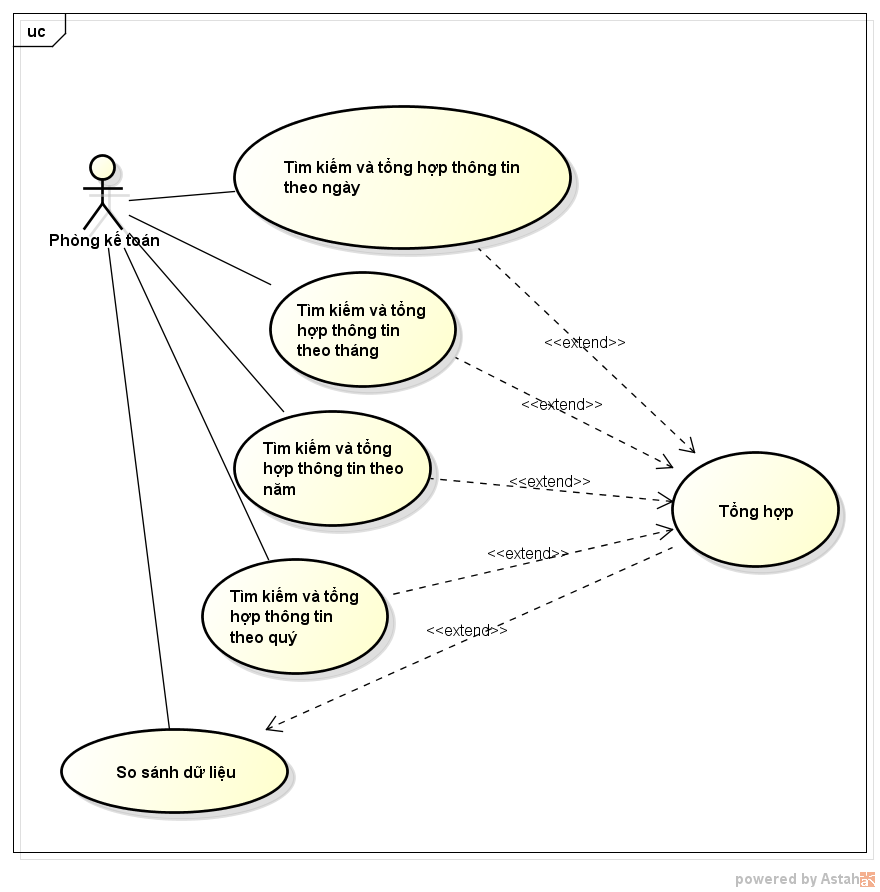 uc
Tìm kiếm và tổng hợp thông tin
theo ngày
Phòng kế toán
Tìm kiếm và tổng
hợp thông tin
theo tháng
<<extend>>
<<extend>>
Tìm kiếm và tổng
hợp thông tin theo
năm
<<extend>>
Tổng hợp
<<extend>>
Tìm kiếm và tổng
hợp thông tin
theo quý
<<extend>>
So sánh dữ liệu
powered by Astah